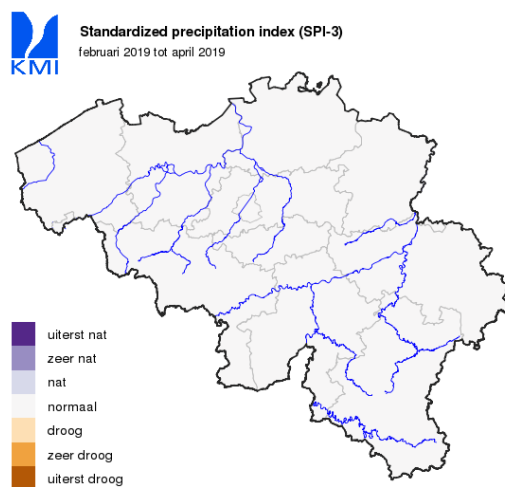 Standardized precipitation index (SPI-3)
februari 2019 tot april 2019
KMI
uiterst nat
zeer nat
nat
normaal
droog
zeer droog
uiterst droog